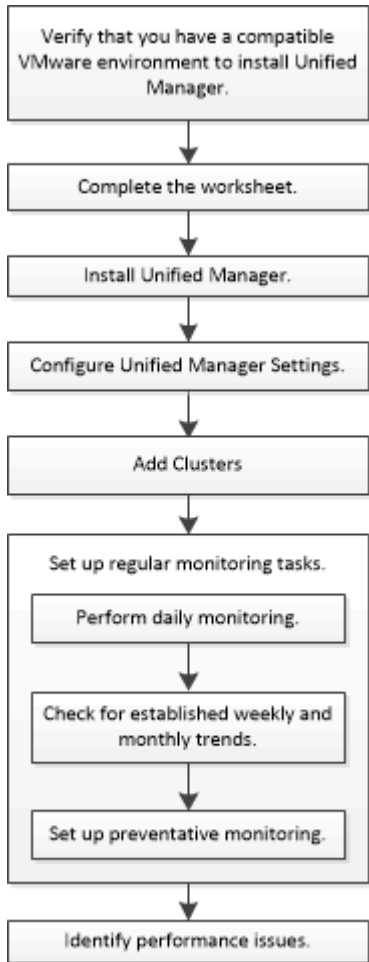 Verify that you have a compatible
VMware environment to install Unified
Manager.
Complete the worksheet.
Install Unified Manager.
Configure Unified Manager Settings.
Add Clusters
Set up regular monitoring tasks.
Perform daily monitoring.
Check for established weekly and
monthly trends.
Set up preventative monitoring.
Identify performance issues.